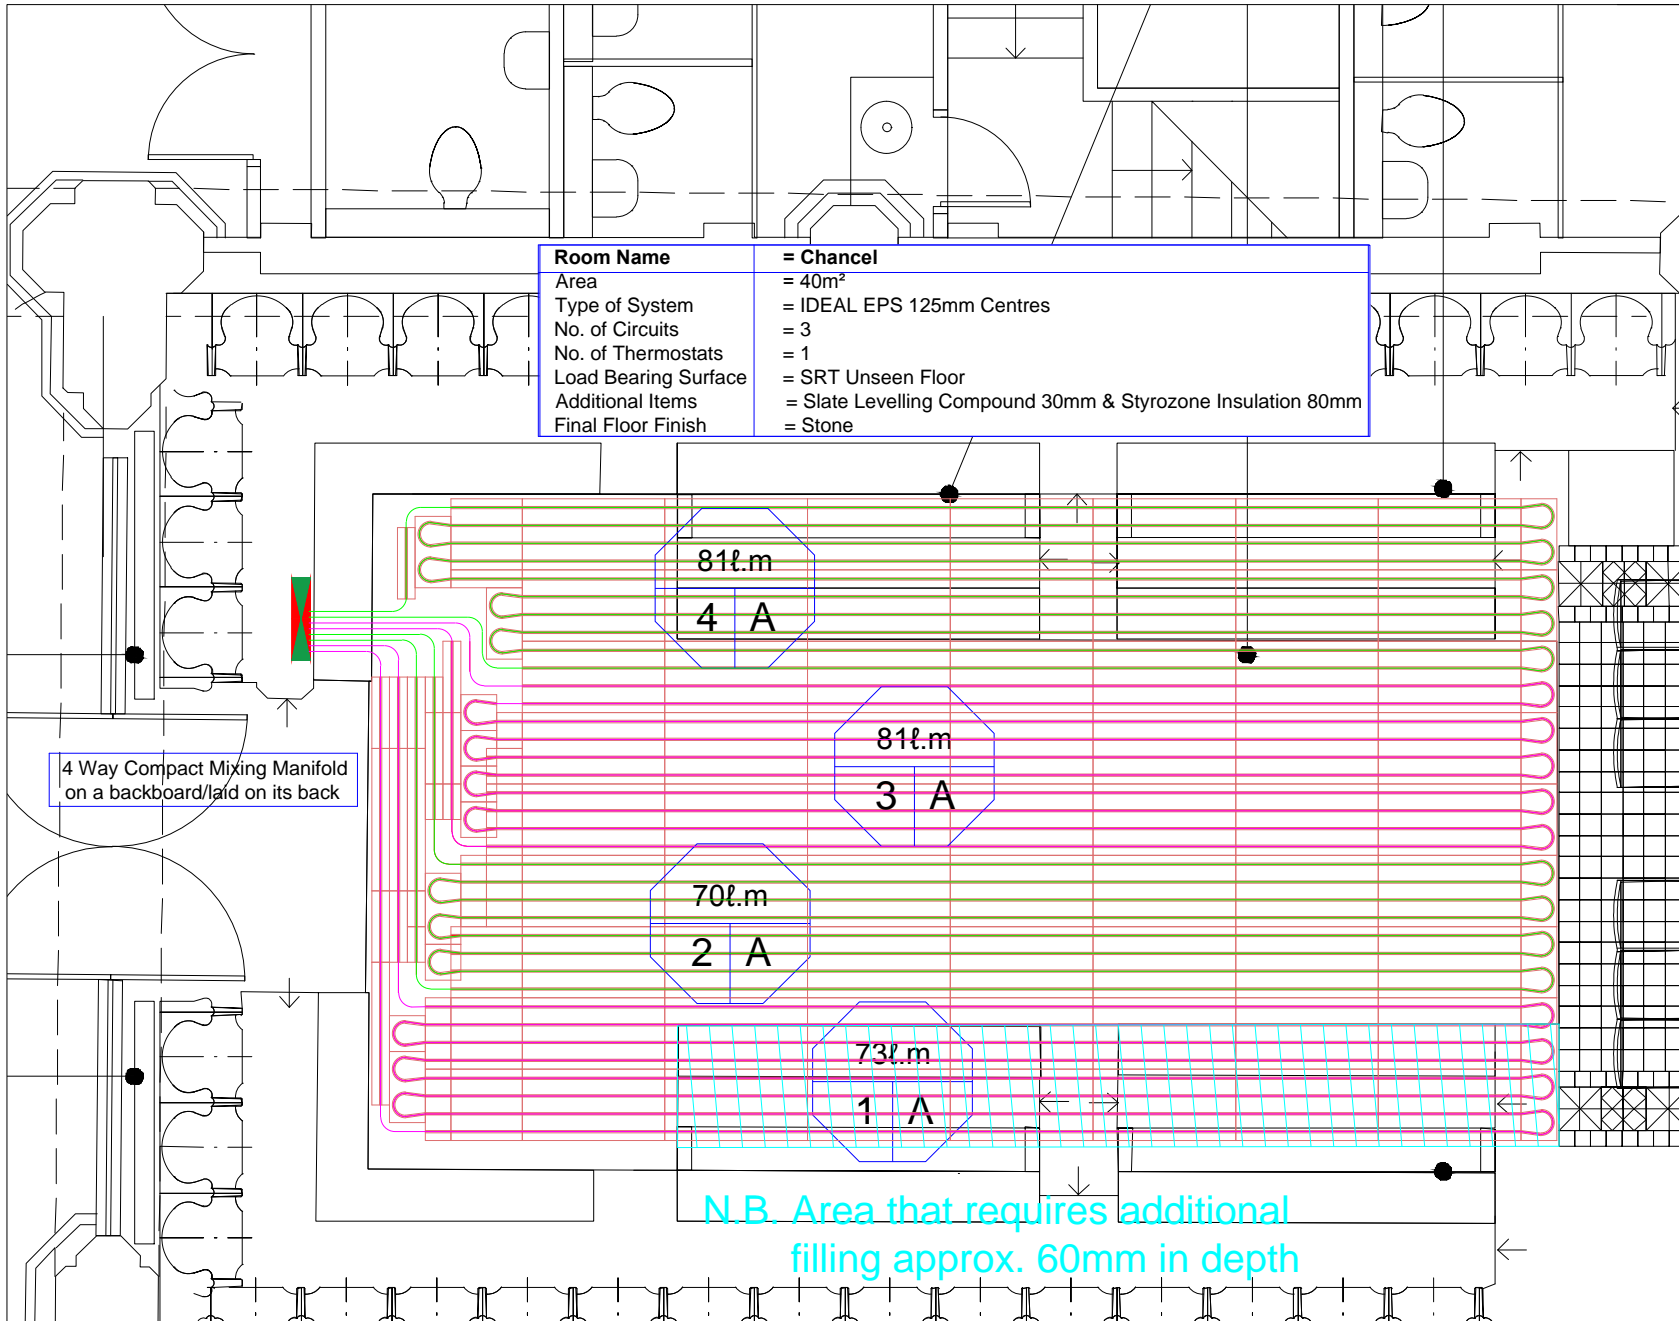 Room Name = Chancel
Area = 40m²
Type of System = IDEAL EPS 125mm Centres
No. of Circuits = 3
No. of Thermostats = 1
Load Bearing Surface = SRT Unseen Floor
Additional Items = Slate Levelling Compound 30mm & Styrozone Insulation 80mm
Final Floor Finish = Stone
81ℓ.m
4 A
81ℓ.m
3 A
4 Way Compact Mixing Manifold
on a backboard/laid on its back
70ℓ.m
2 A
73ℓ.m
1 A
N.B. Area that requires additional
filling approx. 60mm in depth